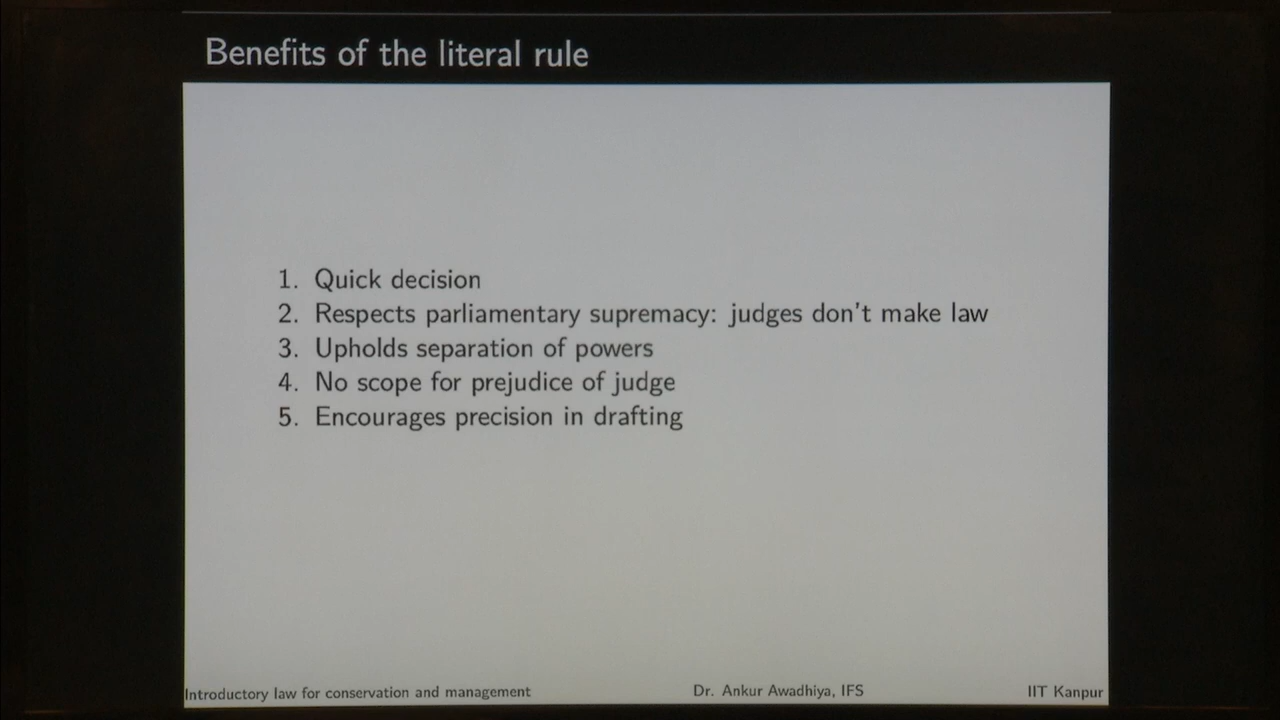 Benefits of the literal rule
1. Quick decision
2. Respects parliamentary supremacy: judges don't make law
3. Upholds separation of powers
4. No scope for prejudice of judge
5. Encourages precision in drafting
Introductory law for conservation and management Dr. Ankur Awadhiya, IFS IIT Kanpur